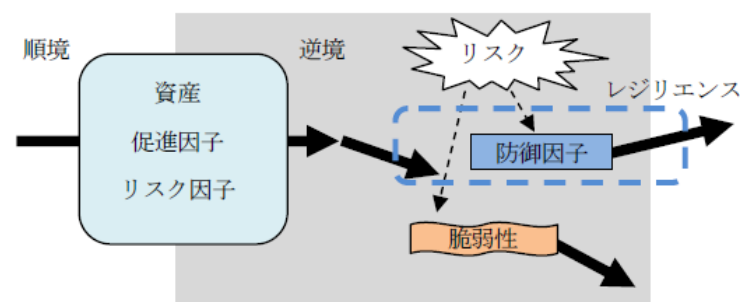 順境
逆境
リスク
レジリエンス
資産
促進因子
リスク因子
防御因子
脆弱性